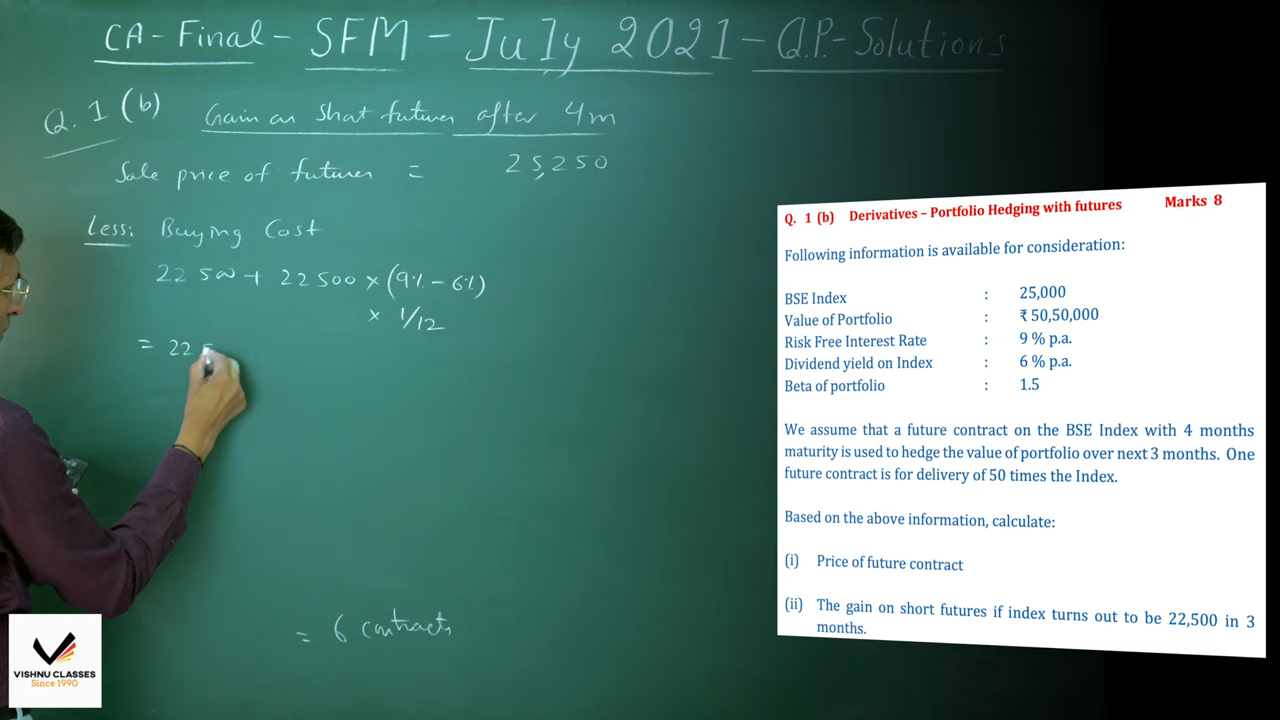 CA-Final-SFM-July 2021-Q.P.-Solutions
Q. 1 (b) Gain on Short futures after 4m
Sale price of futures = 25,250
Less: Buying Cost
22 500 + 22 500 × (9% - 6%)
× 1/12
= 22 5
= 6 contracts
Q. 1 (b) Derivatives – Portfolio Hedging with futures Marks 8
Following information is available for consideration:
BSE Index : 25,000
Value of Portfolio : ₹ 50,50,000
Risk Free Interest Rate : 9 % p.a.
Dividend yield on Index : 6 % p.a.
Beta of portfolio : 1.5
We assume that a future contract on the BSE Index with 4 months
maturity is used to hedge the value of portfolio over next 3 months. One
future contract is for delivery of 50 times the Index.
Based on the above information, calculate:
(i) Price of future contract
(ii) The gain on short futures if index turns out to be 22,500 in 3
months.
VISHNU CLASSES
Since 1990